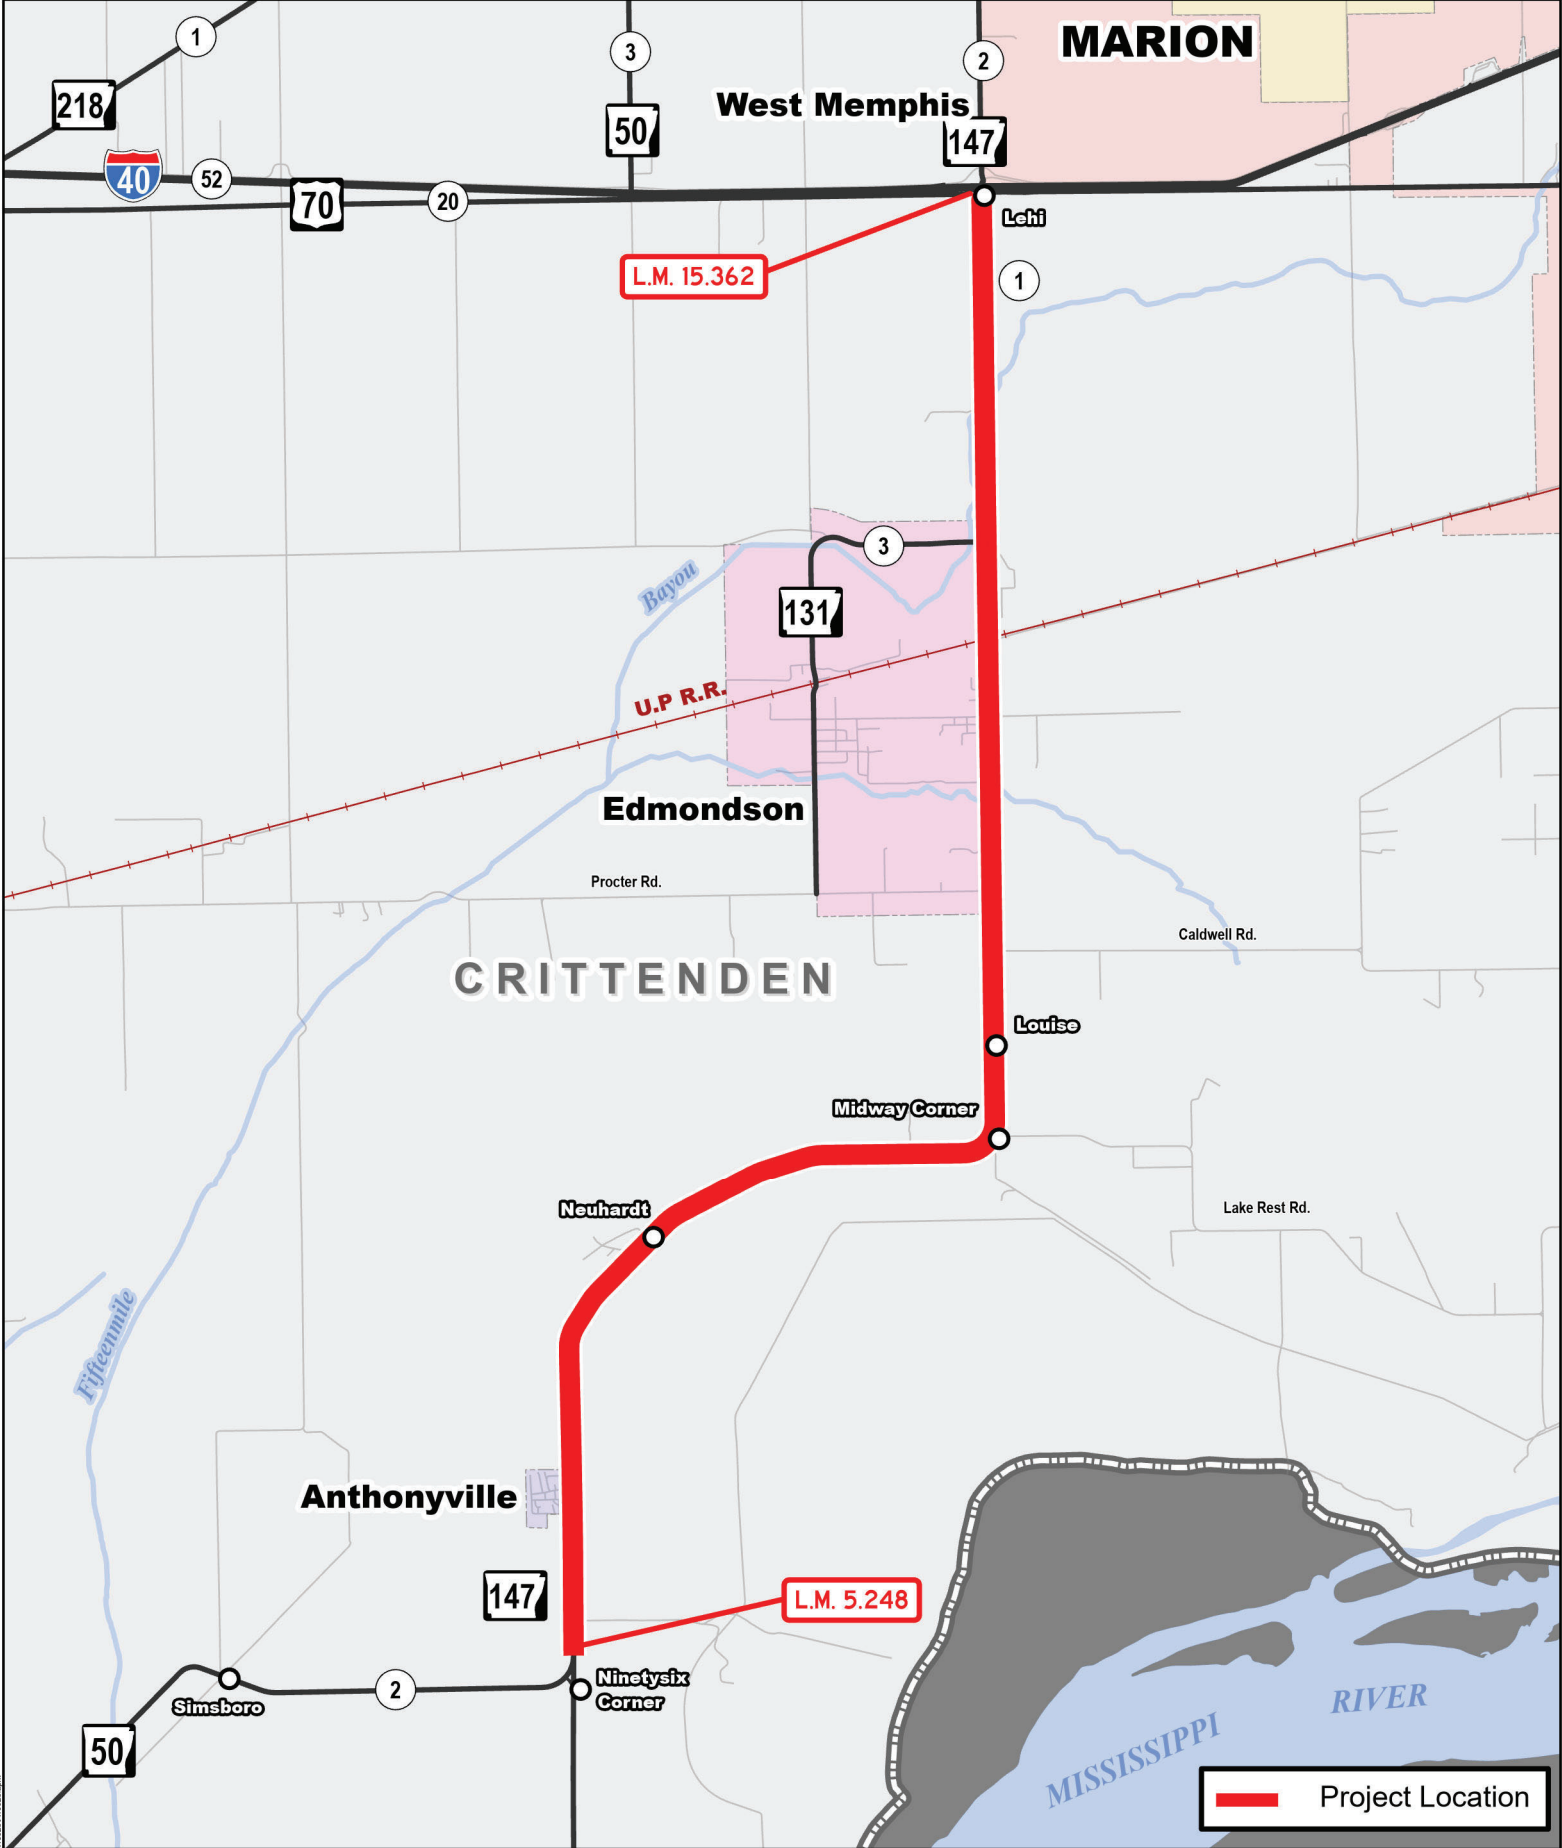 MARION
1
3
2
218
West Memphis
50
147
40
52
70
20
Lehi
L.M. 15.362
1
3
Bayou
131
U.P R.R.
Edmondson
Procter Rd.
Caldwell Rd.
CRITTENDEN
Louise
Midway Corner
Neuhardt
Lake Rest Rd.
Fifteenmile
Anthonyville
147
L.M. 5.248
Ninetysix
Corner
Simsboro
2
50
MISSISSIPPI
RIVER
Project Location